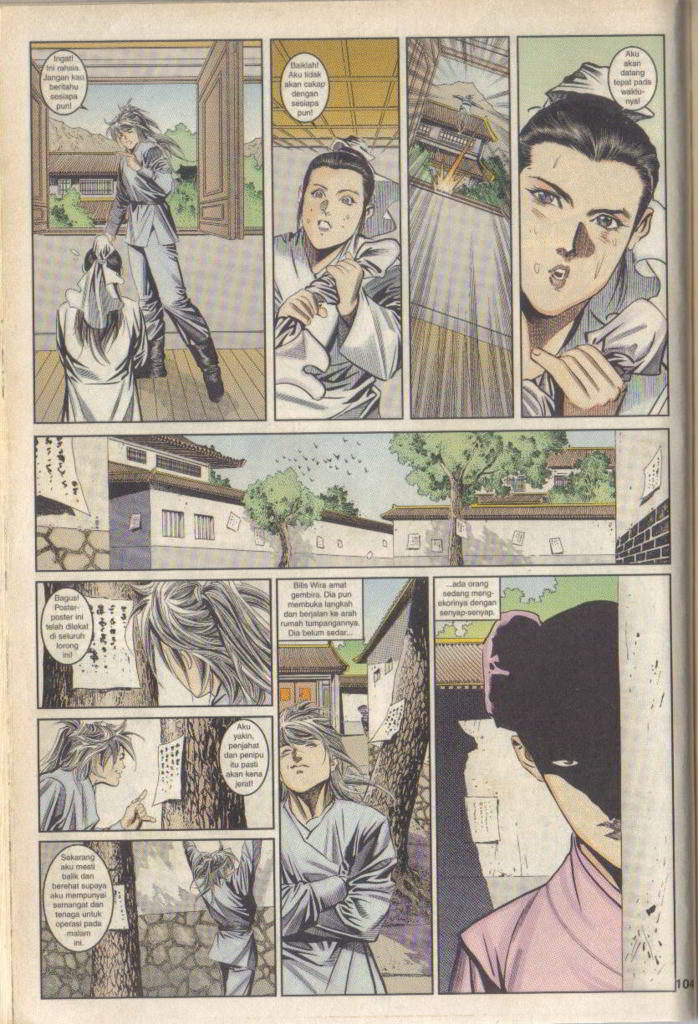 Ingat!
Ini rahsia.
Jangan kau
beritahu
sesiapa
pun!
Baiklah!
Aku tidak
akan cakap
dengan
sesiapa
pun!
Aku
akan
datang
tepat pada
waktu-
nya!
Bagus!
Poster-
poster ini
telah dilekat
di seluruh
lorong
ini!
Aku
yakin,
penjahat
dan penipu
itu pasti
akan kena
jerat!
Sekarang
aku mesti
balik dan
berehat supaya
aku mempunyai
semangat dan
tenaga untuk
operasi pada
malam
ini.
Bilis Wira amat
gembira. Dia pun
membuka langkah
dan berjalan ke arah
rumah tumpangannya.
Dia belum sedar...
...ada orang
sedang meng-
ekorinya dengan
senyap-senyap.
104